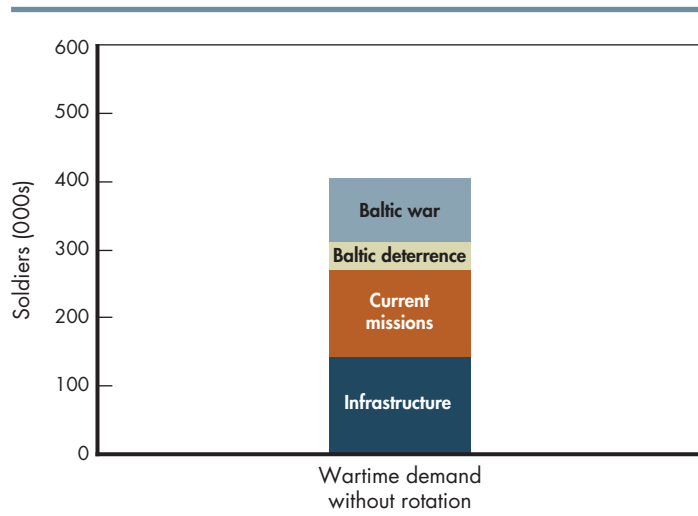 Soldiers (000s)
600
500
400
300
200
100
0
Baltic war
Baltic deterrence
Current
missions
Infrastructure
Wartime demand
without rotation